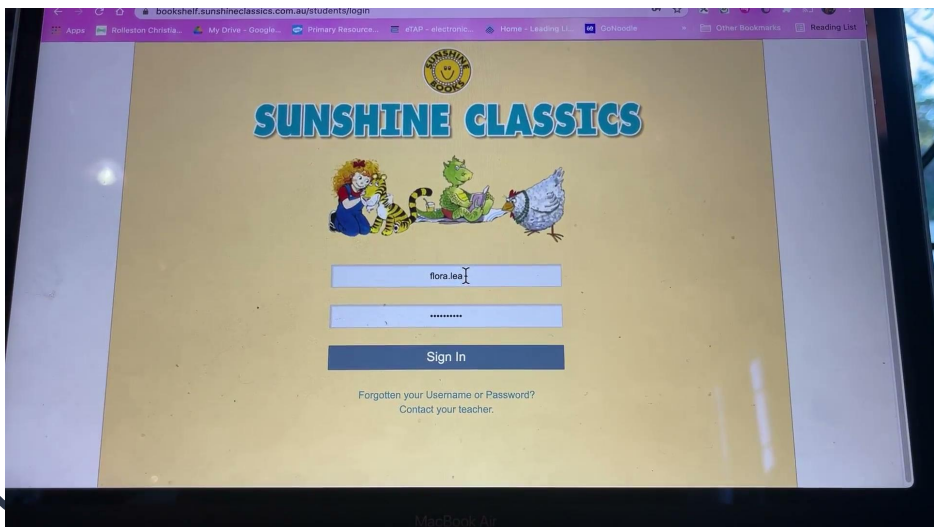 bookshelf.sunshineclassics.com.au/students/login
Apps Rolleston Christia... My Drive - Google... Primary Resource... eTAP - electronic... Home - Leading Li... GoNoodle » Other Bookmarks Reading List
SUNSHINE
BOOKS
SUNSHINE CLASSICS
flora.lea
••••••••••
Sign In
Forgotten your Username or Password?
Contact your teacher.
MacBook Air